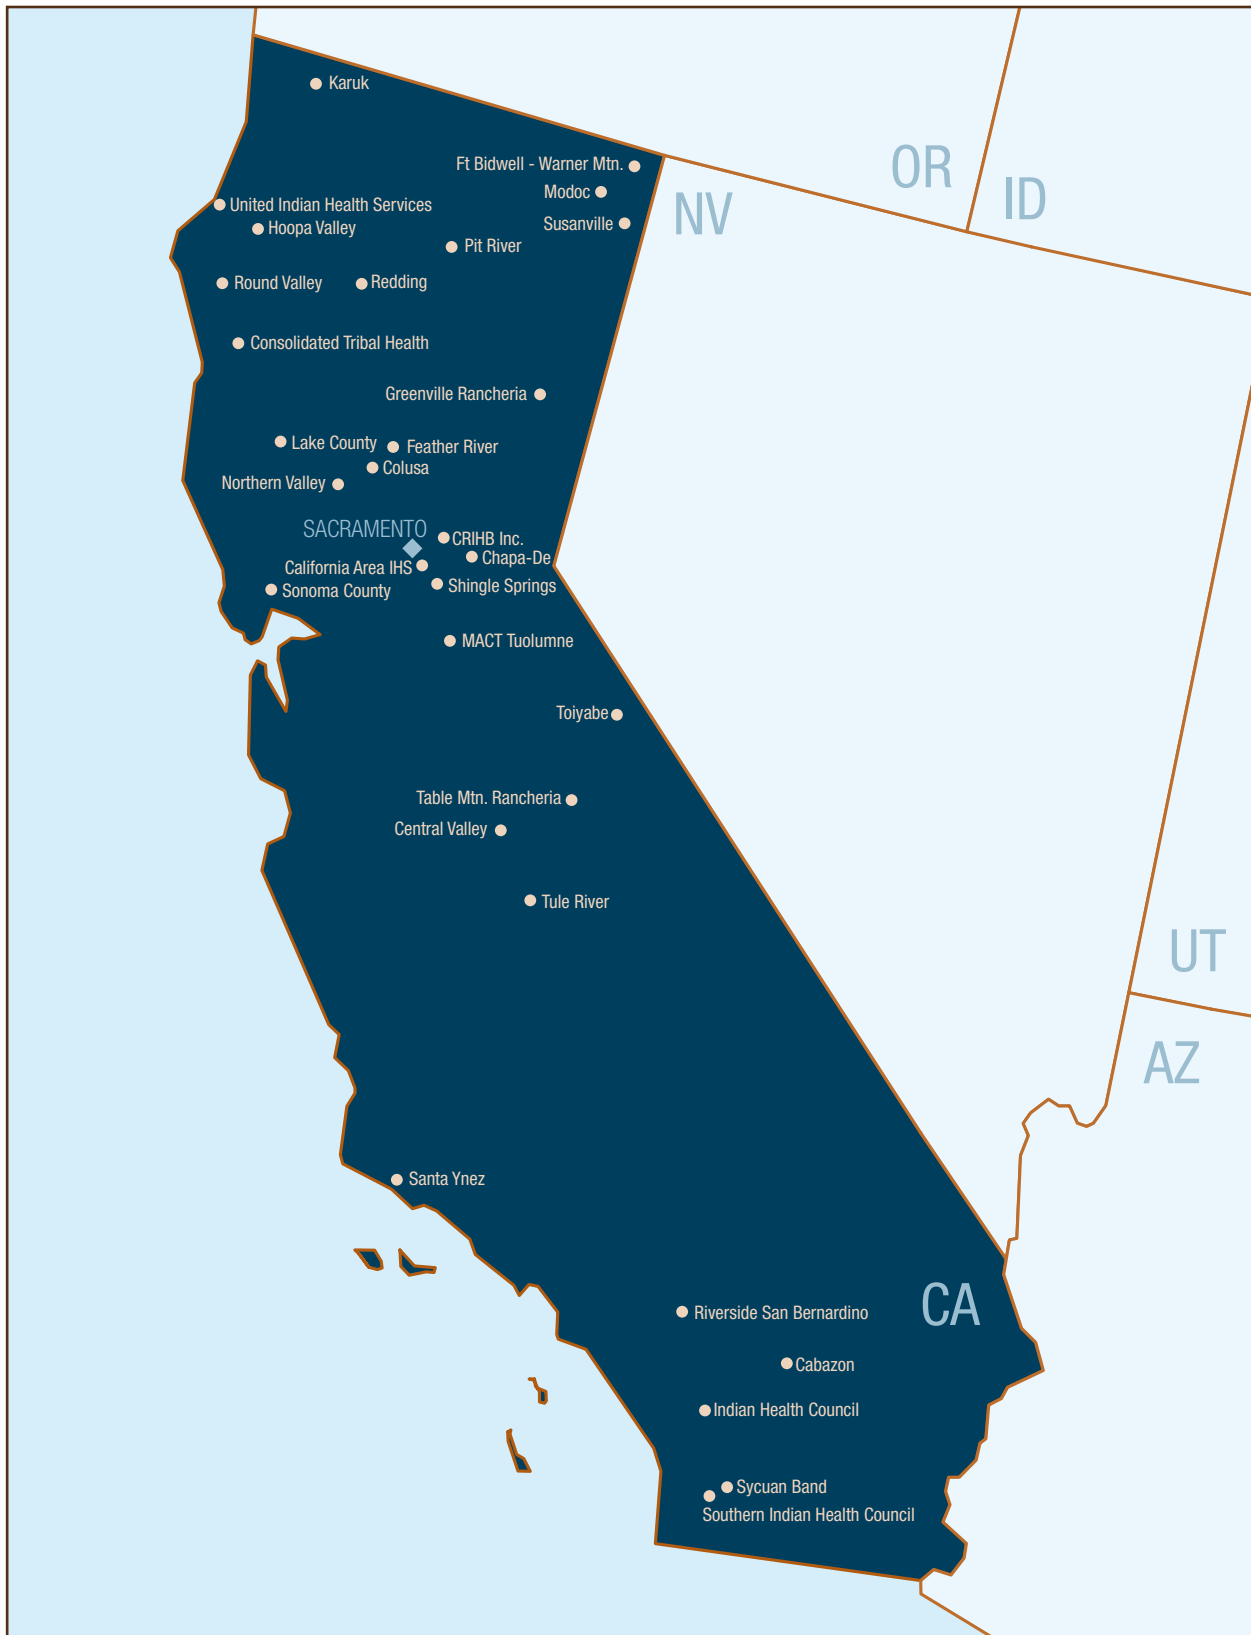 Karuk
OR
Ft Bidwell - Warner Mtn.
ID
Modoc
NV
United Indian Health Services
Susanville
Hoopa Valley
Pit River
Round Valley
Redding
Consolidated Tribal Health
Greenville Rancheria
Lake County
Feather River
Colusa
Northern Valley
SACRAMENTO
CRIHB Inc.
Chapa-De
California Area IHS
Shingle Springs
Sonoma County
MACT Tuolumne
Toiyabe
Table Mtn. Rancheria
Central Valley
Tule River
UT
AZ
Santa Ynez
CA
Riverside San Bernardino
Cabazon
Indian Health Council
Sycuan Band
Southern Indian Health Council